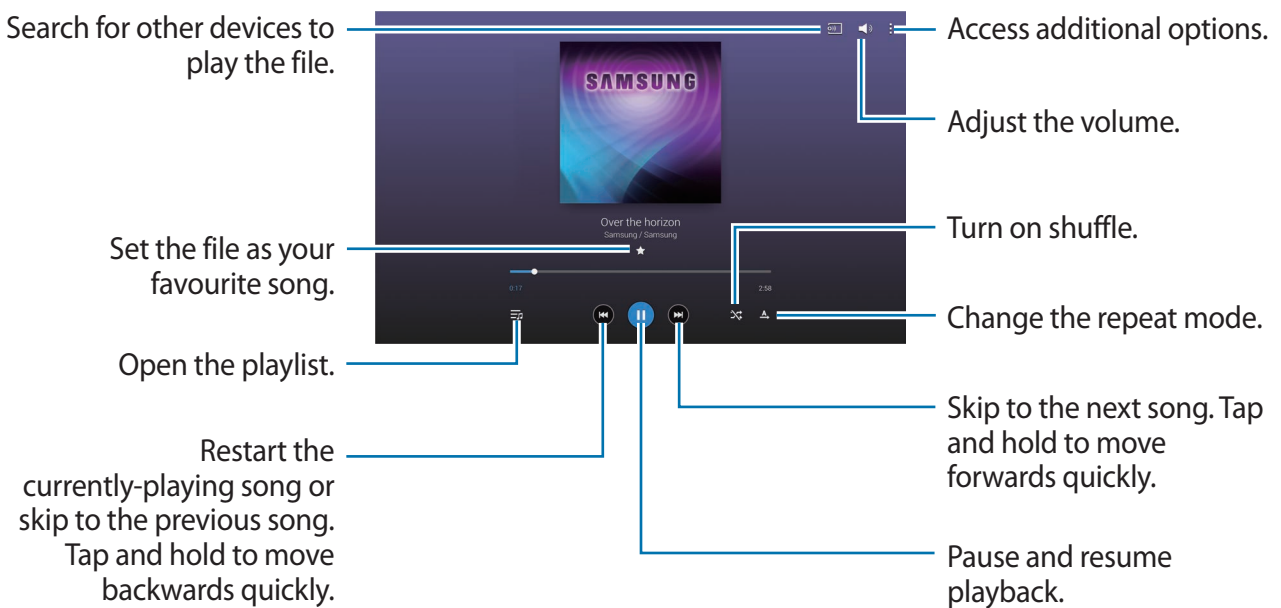 Search for other devices to
play the file.
Access additional options.
Adjust the volume.
SAMSUNG
Over the horizon
Samsung / Samsung
Set the file as your
favourite song.
Turn on shuffle.
0:17
2:58
Change the repeat mode.
Open the playlist.
Skip to the next song. Tap
and hold to move
forwards quickly.
Restart the
currently-playing song or
skip to the previous song.
Tap and hold to move
backwards quickly.
Pause and resume
playback.